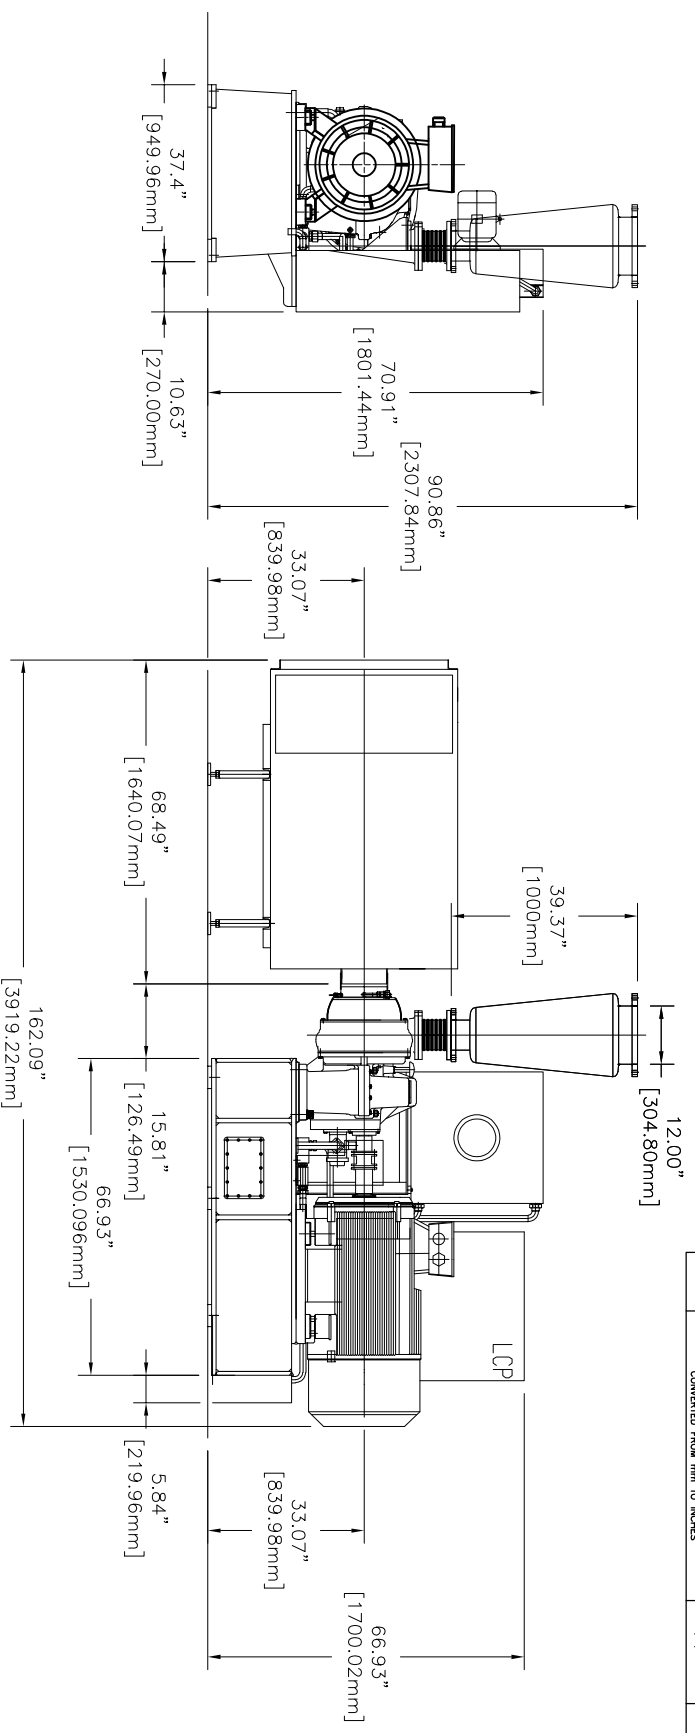 37.4”
[949.96mm]
10.63”
[270.00mm]
70.91”
[1801.44mm]
90.86”
[2307.84mm]
33.07”
[839.98mm]
68.49”
[1640.07mm]
39.37”
[1000mm]
12.00”
[304.80mm]
162.09”
[3919.22mm]
15.81”
[126.49mm]
66.93”
[1530.096mm]
5.84”
[219.96mm]
33.07”
[839.98mm]
66.93”
[1700.02mm]
LCP
CONVERTED FROM mm TO INCHES